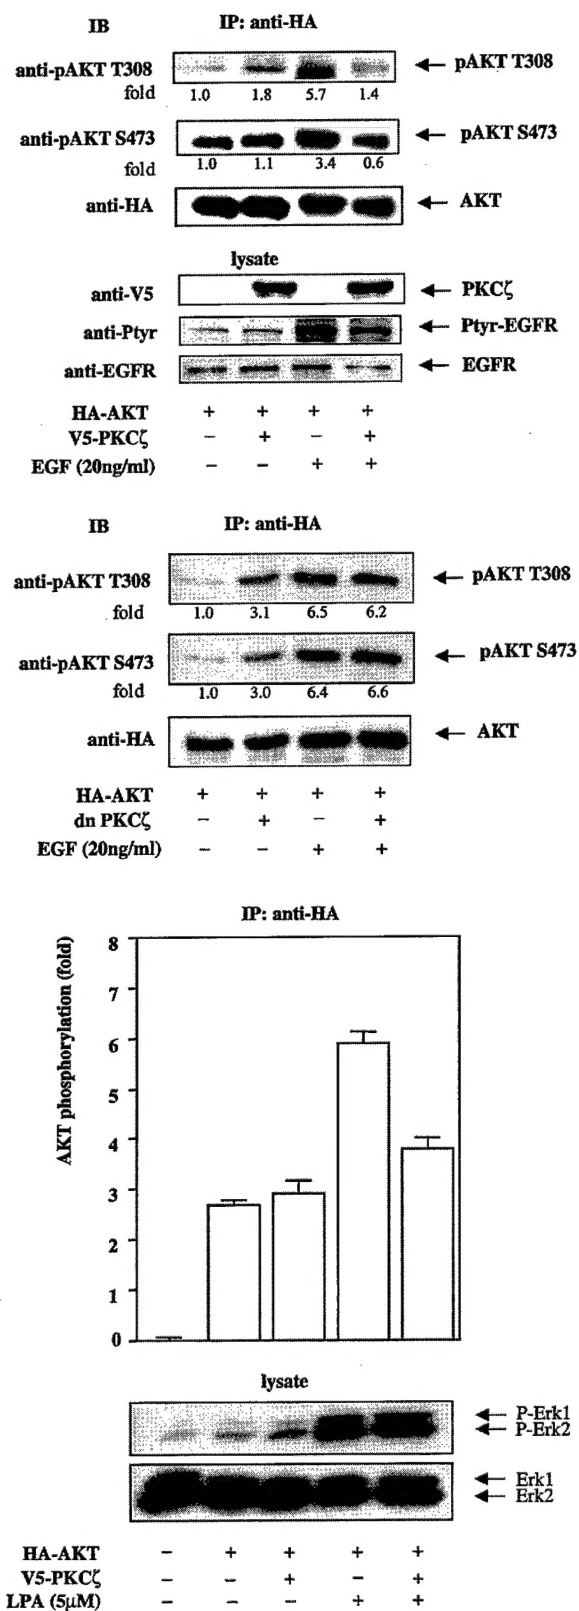 IB IP: anti-HA
anti-pAKT T308 pAKT T308
fold 1.0 1.8 5.7 1.4
anti-pAKT S473 pAKT S473
fold 1.0 1.1 3.4 0.6
anti-HA AKT
lysate
anti-V5 PKCζ
anti-Ptyr Ptyr-EGFR
anti-EGFR EGFR
HA-AKT + + + +
V5-PKCζ − + − +
EGF (20ng/ml) − − + +
IB IP: anti-HA
anti-pAKT T308 pAKT T308
fold 1.0 3.1 6.5 6.2
anti-pAKT S473 pAKT S473
fold 1.0 3.0 6.4 6.6
anti-HA AKT
HA-AKT + + + +
dn PKCζ − + − +
EGF (20ng/ml) − − + +
IP: anti-HA
AKT phosphorylation (fold)
8
7
6
5
4
3
2
1
0
lysate
P-Erk1
P-Erk2
Erk1
Erk2
HA-AKT − + + + +
V5-PKCζ − − + − +
LPA (5μM) − − − + +